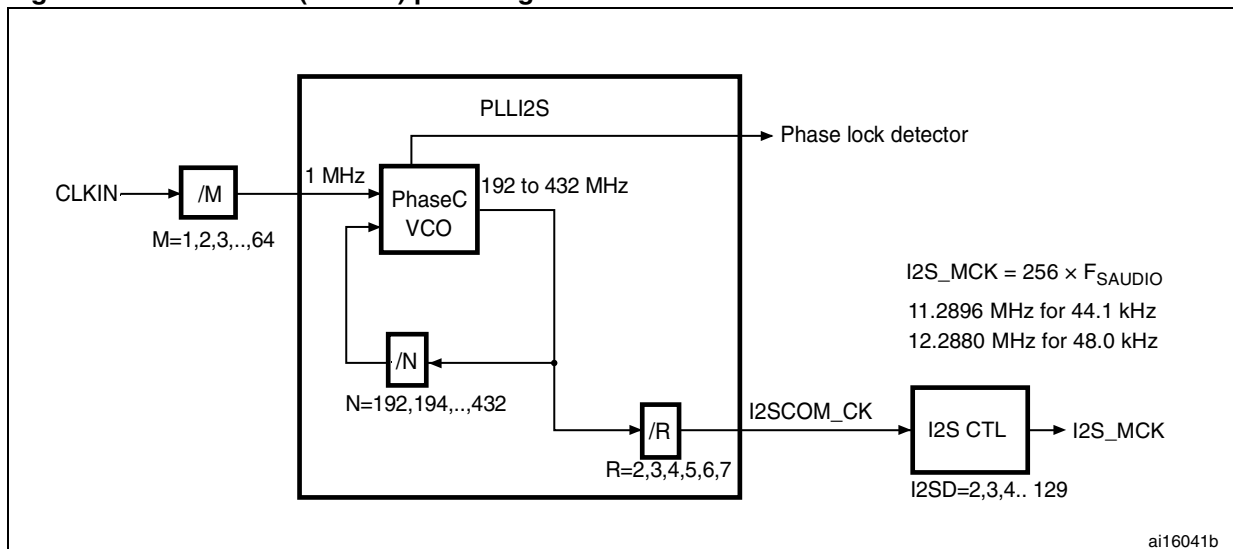 PLLI2S
Phase lock detector
1 MHz
192 to 432 MHz
CLKIN
/M
PhaseC
VCO
M=1,2,3,..,64
I2S_MCK = 256 × FSAUDIO
11.2896 MHz for 44.1 kHz
12.2880 MHz for 48.0 kHz
/N
N=192,194,..,432
I2SCOM_CK
/R
I2S CTL
I2S_MCK
R=2,3,4,5,6,7
I2SD=2,3,4.. 129
ai16041b